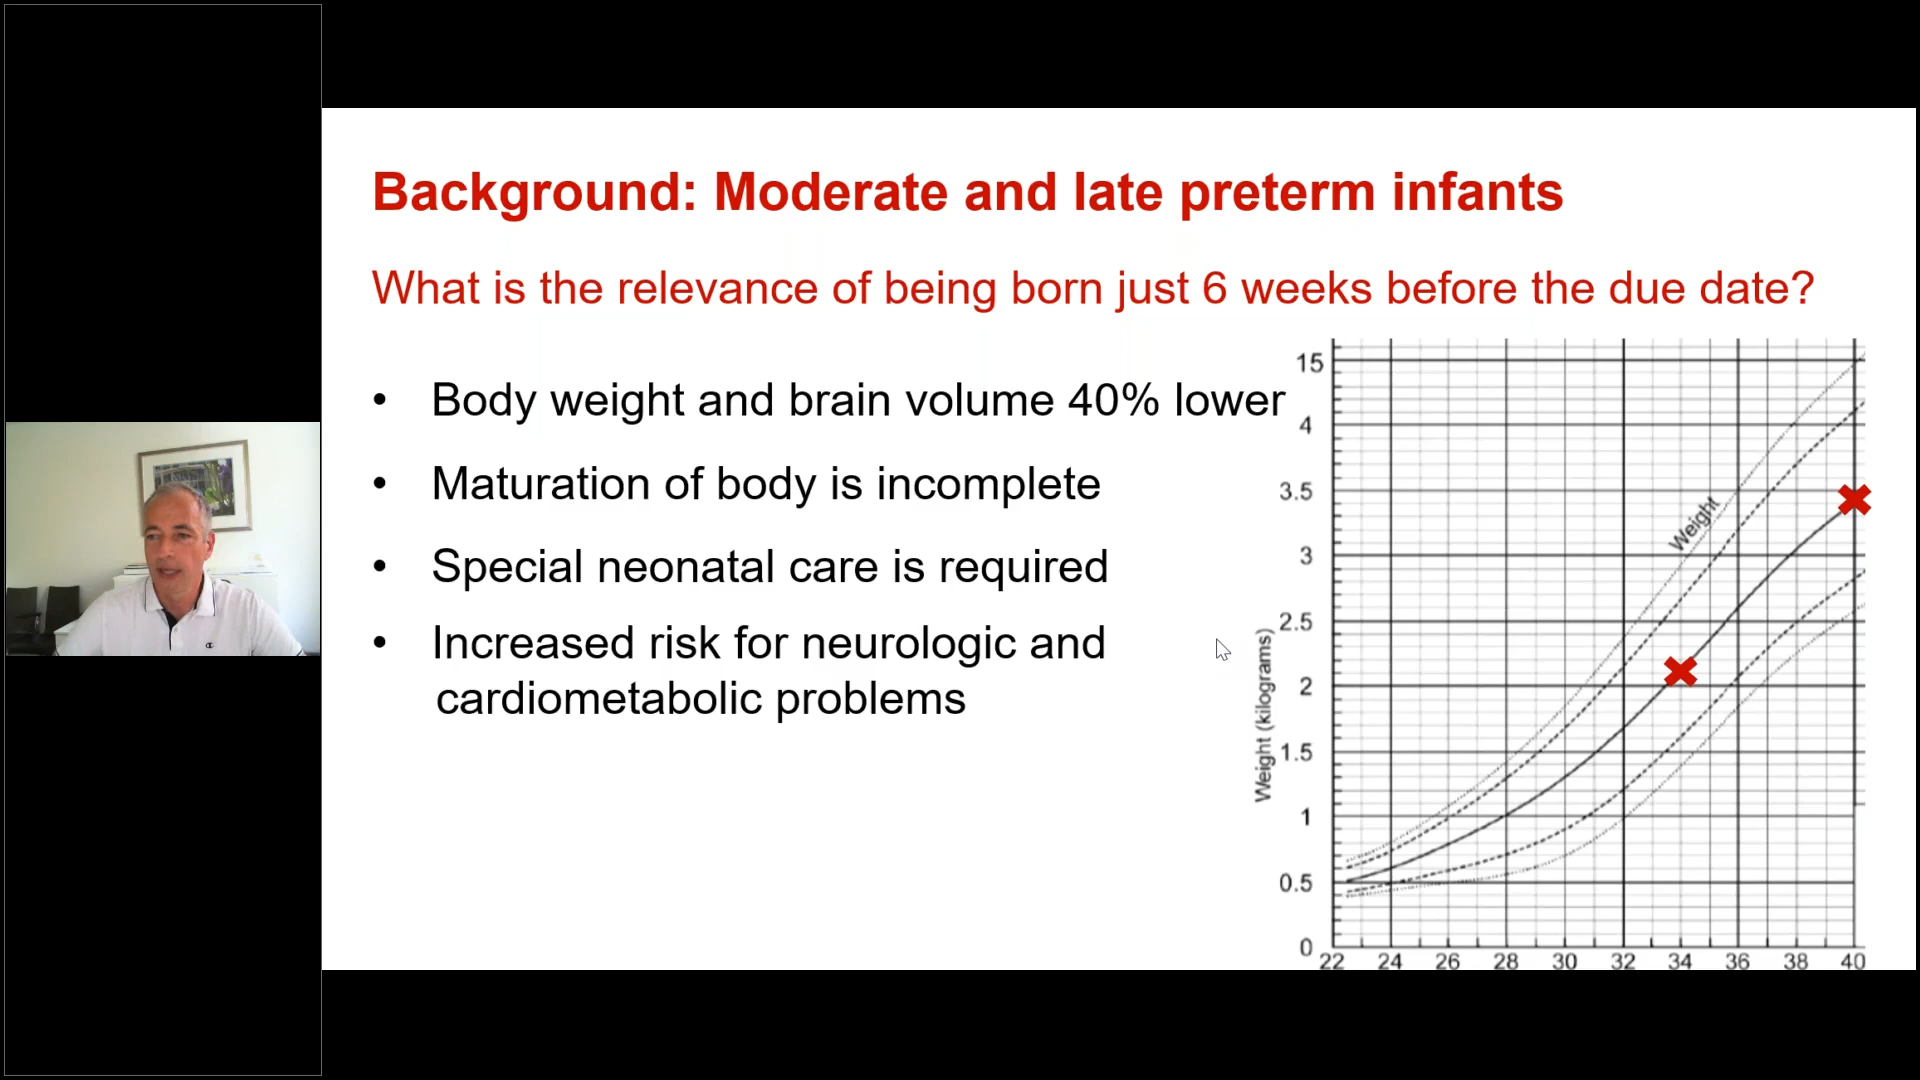 Background: Moderate and late preterm infants
What is the relevance of being born just 6 weeks before the due date?
• Body weight and brain volume 40% lower
• Maturation of body is incomplete
• Special neonatal care is required
• Increased risk for neurologic and
cardiometabolic problems
Weight (kilograms)
15
4
3.5
3
2.5
2
1.5
1
0.5
0
Weight
22 24 26 28 30 32 34 36 38 40